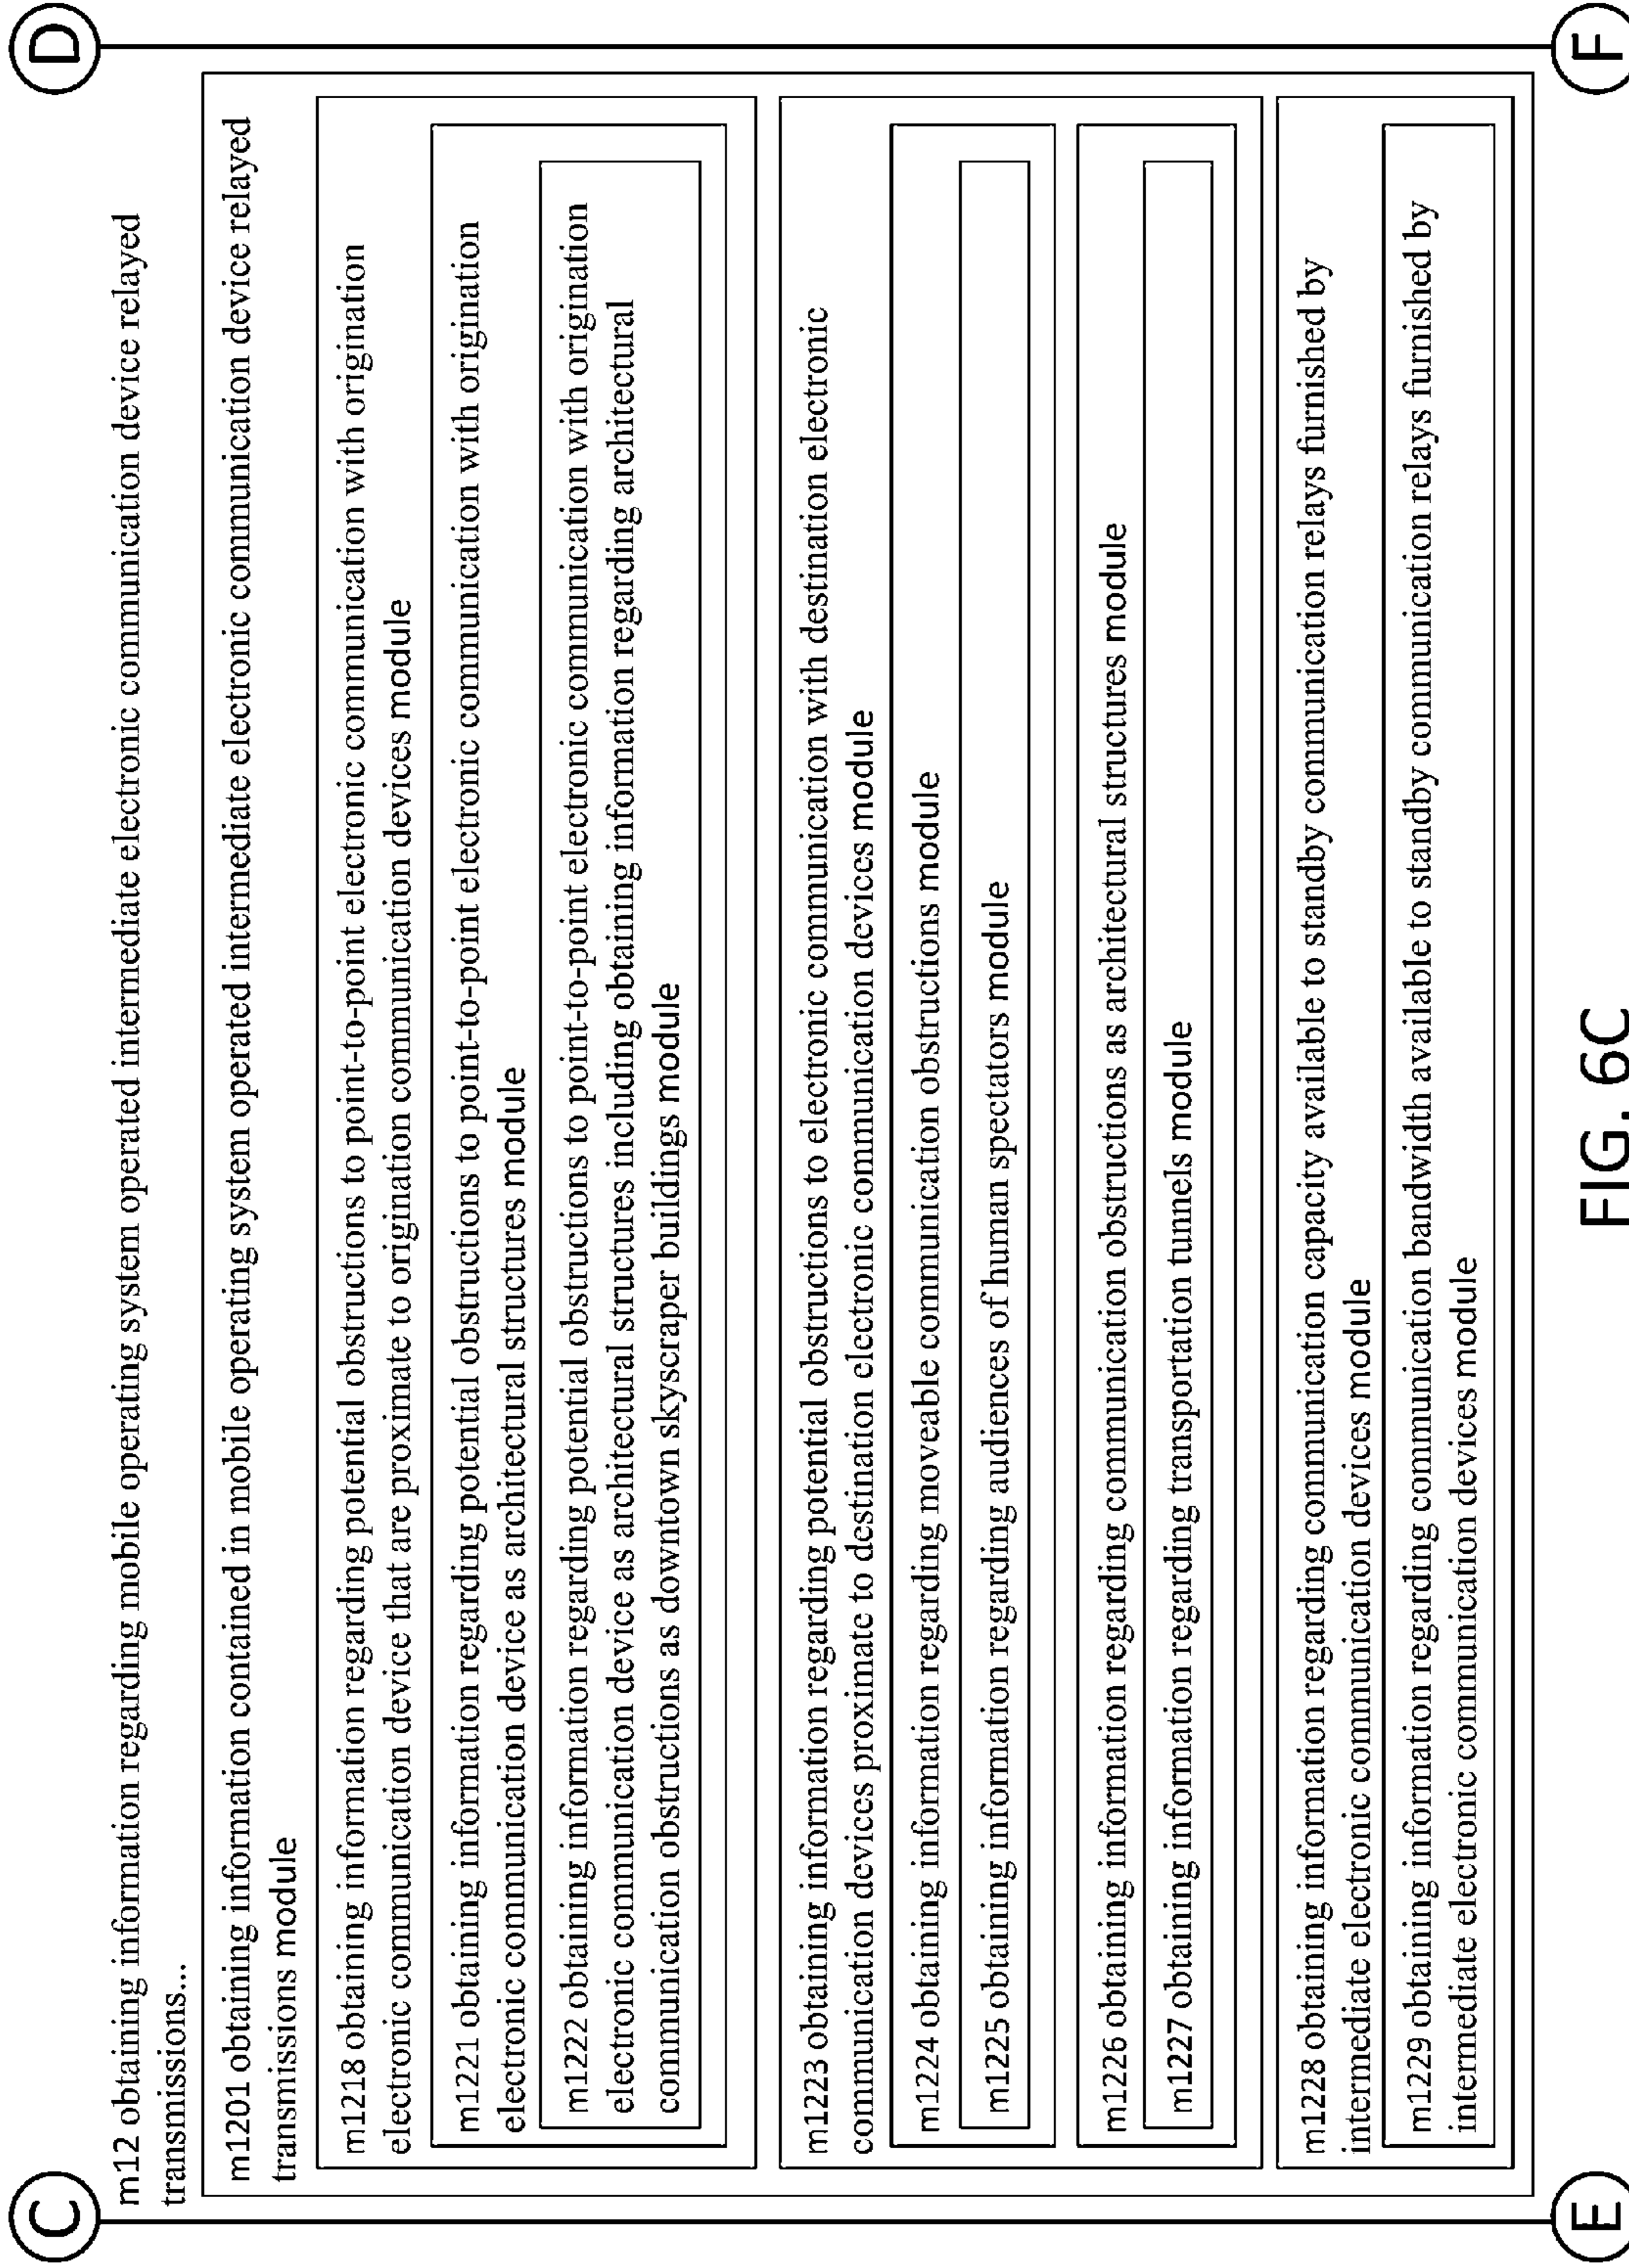 C
D
m12 obtaining information regarding mobile operating system operated intermediate electronic communication device relayed
transmissions...
m1201 obtaining information contained in mobile operating system operated intermediate electronic communication device relayed
transmissions module
m1218 obtaining information regarding potential obstructions to point-to-point electronic communication with origination
electronic communication device that are proximate to origination communication devices module
m1221 obtaining information regarding potential obstructions to point-to-point electronic communication with origination
electronic communication device as architectural structures module
m1222 obtaining information regarding potential obstructions to point-to-point electronic communication with origination
electronic communication device as architectural structures including obtaining information regarding architectural
communication obstructions as downtown skyscraper buildings module
m1223 obtaining information regarding potential obstructions to electronic communication with destination electronic
communication devices proximate to destination electronic communication devices module
m1224 obtaining information regarding moveable communication obstructions module
m1225 obtaining information regarding audiences of human spectators module
m1226 obtaining information regarding communication obstructions as architectural structures module
m1227 obtaining information regarding transportation tunnels module
m1228 obtaining information regarding communication capacity available to standby communication relays furnished by
intermediate electronic communication devices module
m1229 obtaining information regarding communication bandwidth available to standby communication relays furnished by
intermediate electronic communication devices module
E
F
FIG. 6C